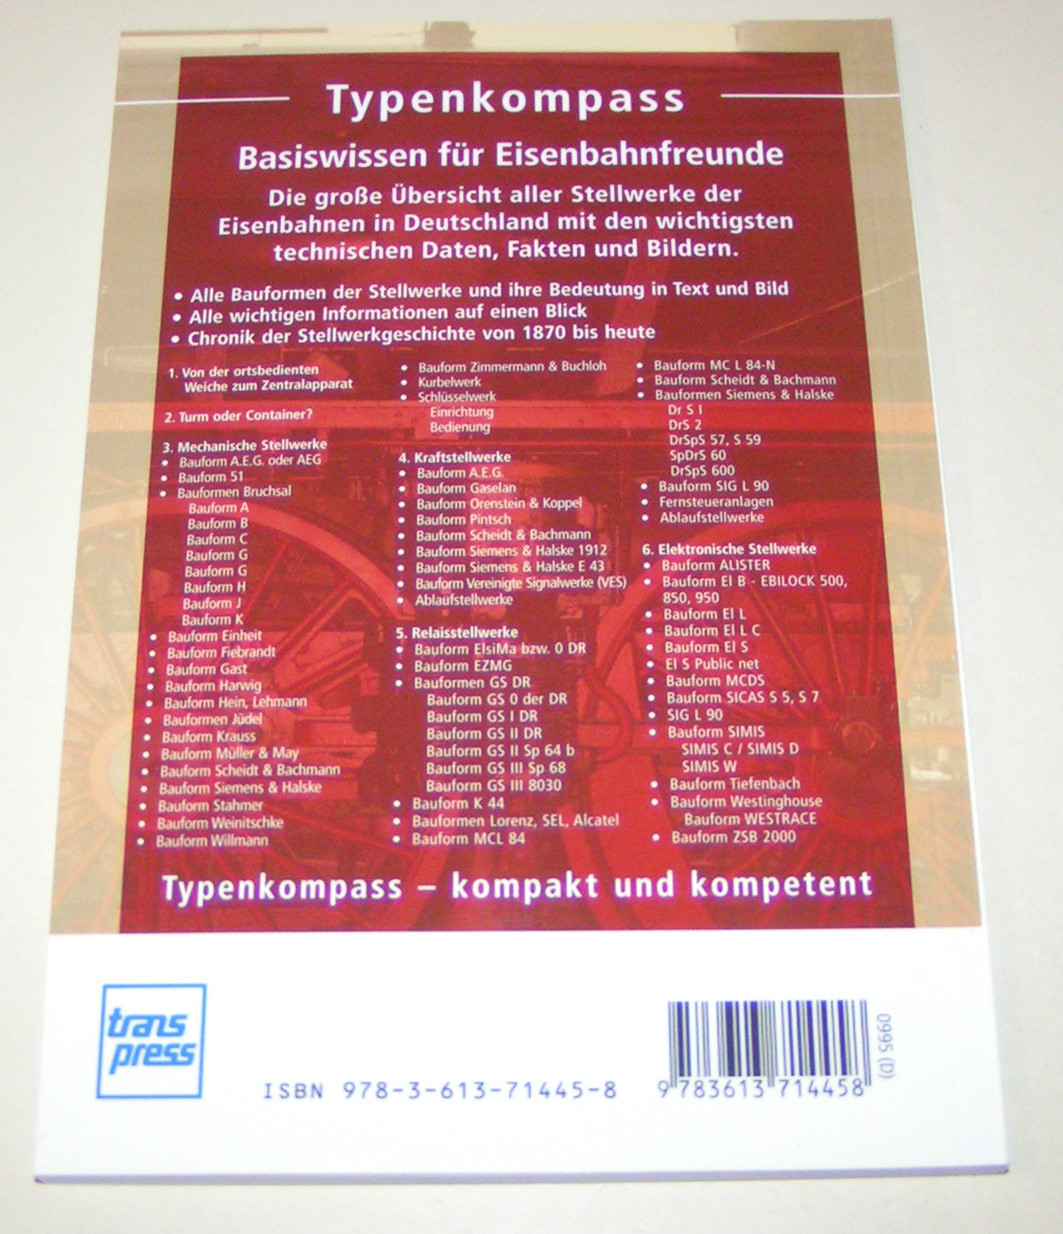 Typenkompass
Basiswissen für Eisenbahnfreunde
Die große Übersicht aller Stellwerke der
Eisenbahnen in Deutschland mit den wichtigsten
technischen Daten, Fakten und Bildern.
• Alle Bauformen der Stellwerke und ihre Bedeutung in Text und Bild
• Alle wichtigen Informationen auf einen Blick
• Chronik der Stellwerkgeschichte von 1870 bis heute
1. Von der ortsbedienten
Weiche zum Zentralapparat
2. Turm oder Container?
3. Mechanische Stellwerke
• Bauform A.E.G. oder AEG
• Bauform 51
• Bauformen Bruchsal
Bauform A
Bauform B
Bauform C
Bauform G
Bauform G
Bauform H
Bauform J
Bauform K
• Bauform Einheit
• Bauform Fiebrandt
• Bauform Gast
• Bauform Harwig
• Bauform Hein, Lehmann
• Bauformen Jüdel
• Bauform Krauss
• Bauform Müller & May
• Bauform Scheidt & Bachmann
• Bauform Siemens & Halske
• Bauform Stahmer
• Bauform Weinitschke
• Bauform Willmann
• Bauform Zimmermann & Buchloh
• Kurbelwerk
• Schlüsselwerk
Einrichtung
Bedienung
4. Kraftstellwerke
• Bauform A.E.G.
• Bauform Gaselan
• Bauform Orenstein & Koppel
• Bauform Pintsch
• Bauform Scheidt & Bachmann
• Bauform Siemens & Halske 1912
• Bauform Siemens & Halske E 43
• Bauform Vereinigte Signalwerke (VES)
• Ablaufstellwerke
5. Relaisstellwerke
• Bauform ElsiMa bzw. 0 DR
• Bauform EZMG
• Bauformen GS DR
Bauform GS 0 der DR
Bauform GS I DR
Bauform GS II DR
Bauform GS II Sp 64 b
Bauform GS III Sp 68
Bauform GS III 8030
• Bauform K 44
• Bauformen Lorenz, SEL, Alcatel
• Bauform MCL 84
• Bauform MC L 84-N
• Bauform Scheidt & Bachmann
• Bauformen Siemens & Halske
Dr S I
DrS 2
DrSpS 57, S 59
SpDrS 60
DrSpS 600
• Bauform SIG L 90
• Fernsteueranlagen
• Ablaufstellwerke
6. Elektronische Stellwerke
• Bauform ALISTER
• Bauform El B - EBILOCK 500,
850, 950
• Bauform El L
• Bauform El L C
• Bauform El S
• El S Public net
• Bauform MCDS
• Bauform SICAS S 5, S 7
• SIG L 90
• Bauform SIMIS
SIMIS C / SIMIS D
SIMIS W
• Bauform Tiefenbach
• Bauform Westinghouse
Bauform WESTRACE
• Bauform ZSB 2000
Typenkompass – kompakt und kompetent
trans
press
ISBN 978-3-613-71445-8
9 783613 714458
0995 (D)